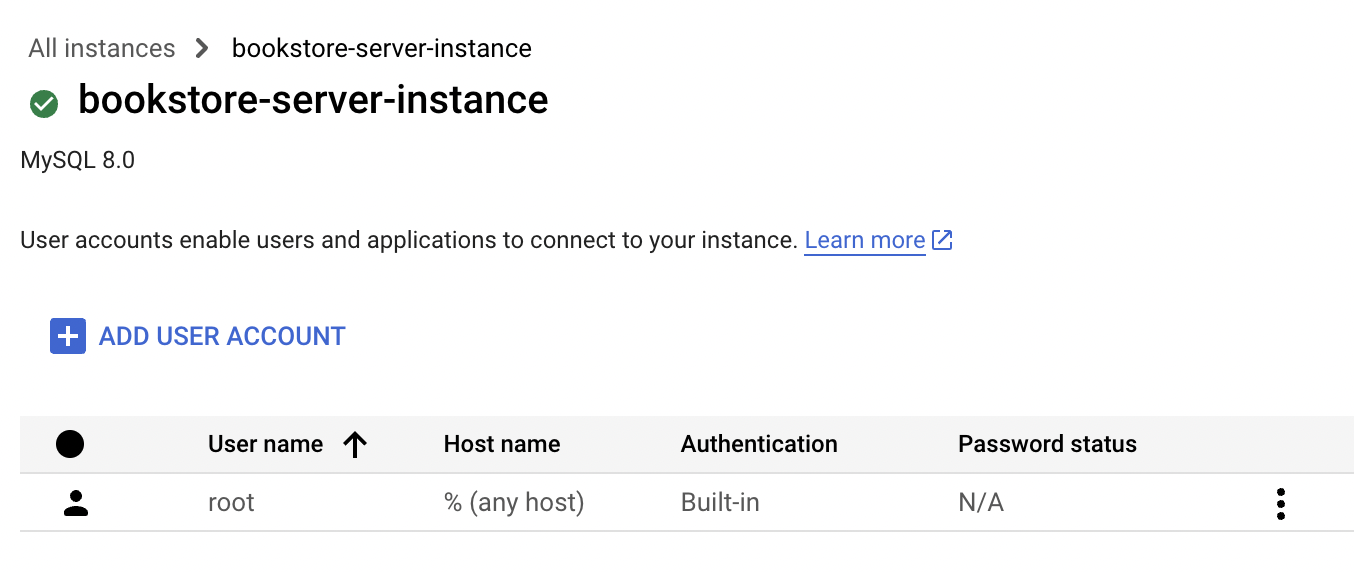 All instances > bookstore-server-instance
bookstore-server-instance
MySQL 8.0
User accounts enable users and applications to connect to your instance. Learn more
ADD USER ACCOUNT
User name Host name Authentication Password status
root % (any host) Built-in N/A